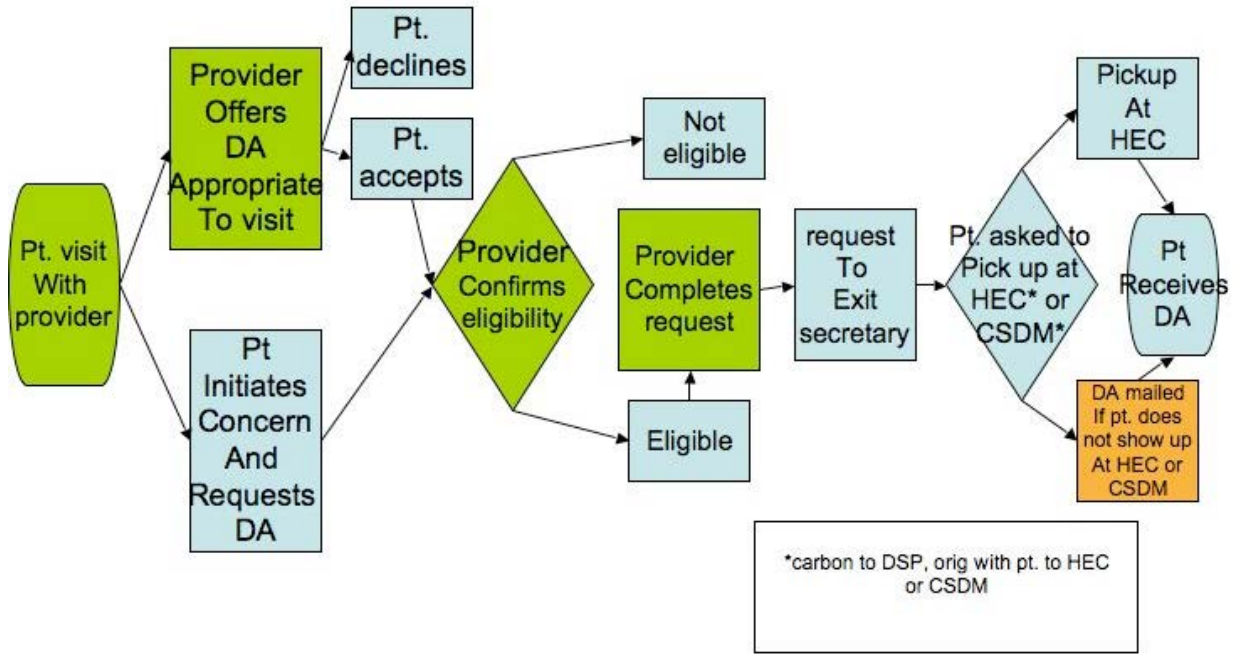 Pt. visit
With
provider
Provider
Offers
DA
Appropriate
To visit
Pt
Initiates
Concern
And
Requests
DA
Pt.
declines
Pt.
accepts
Provider
Confirms
eligibility
Not
eligible
Eligible
Provider
Completes
request
request
To
Exit
secretary
Pt. asked to
Pick up at
HEC* or
CSDM*
Pickup
At
HEC
DA mailed
If pt. does
not show up
At HEC or
CSDM
Pt
Receives
DA
*carbon to DSP, orig with pt. to HEC
or CSDM